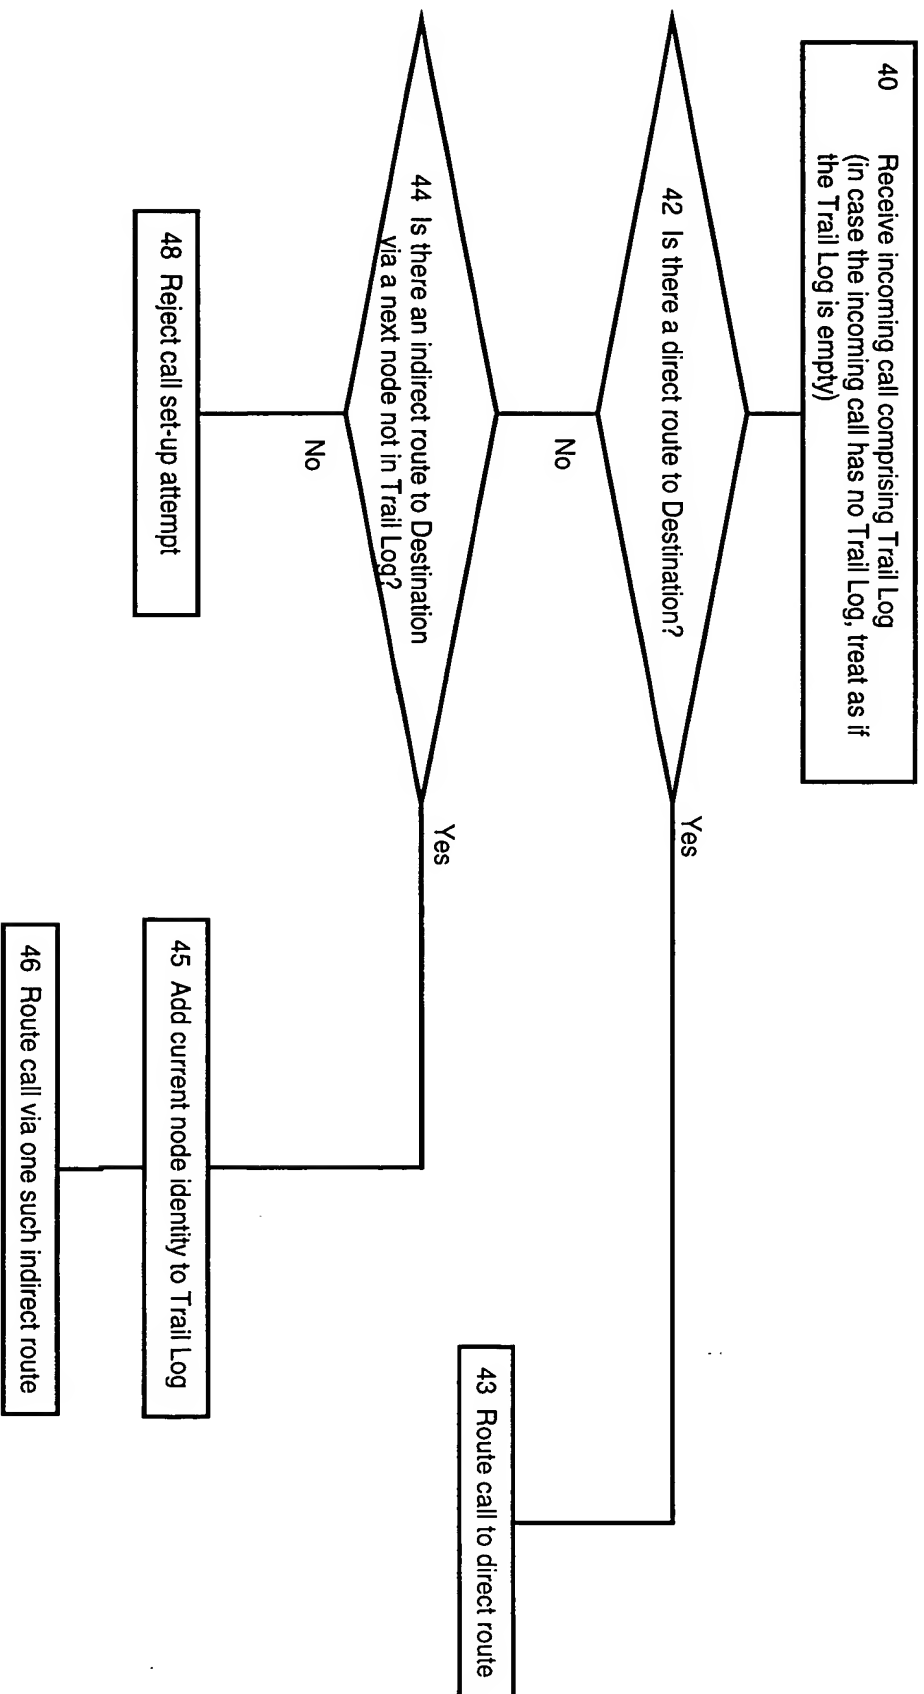 40 Receive incoming call comprising Trail Log
(in case the incoming call has no Trail Log, treat as if
the Trail Log is empty)
42 Is there a direct route to Destination?
Yes
No
43 Route call to direct route
44 Is there an indirect route to Destination
via a next node not in Trail Log?
Yes
No
45 Add current node identity to Trail Log
48 Reject call set-up attempt
46 Route call via one such indirect route